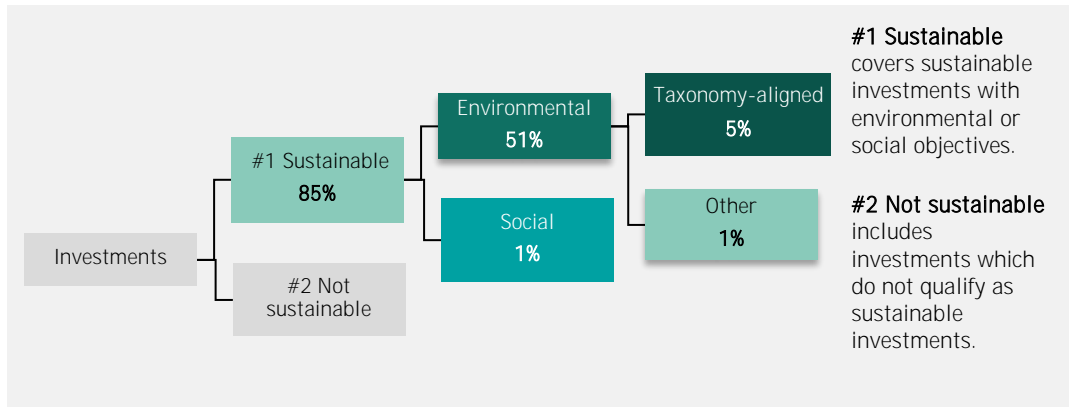 Investments
#1 Sustainable
85%
#2 Not
sustainable
Environmental
51%
Social
1%
Taxonomy-aligned
5%
Other
1%
#1 Sustainable
covers sustainable
investments with
environmental or
social objectives.
#2 Not sustainable
includes
investments which
do not qualify as
sustainable
investments.